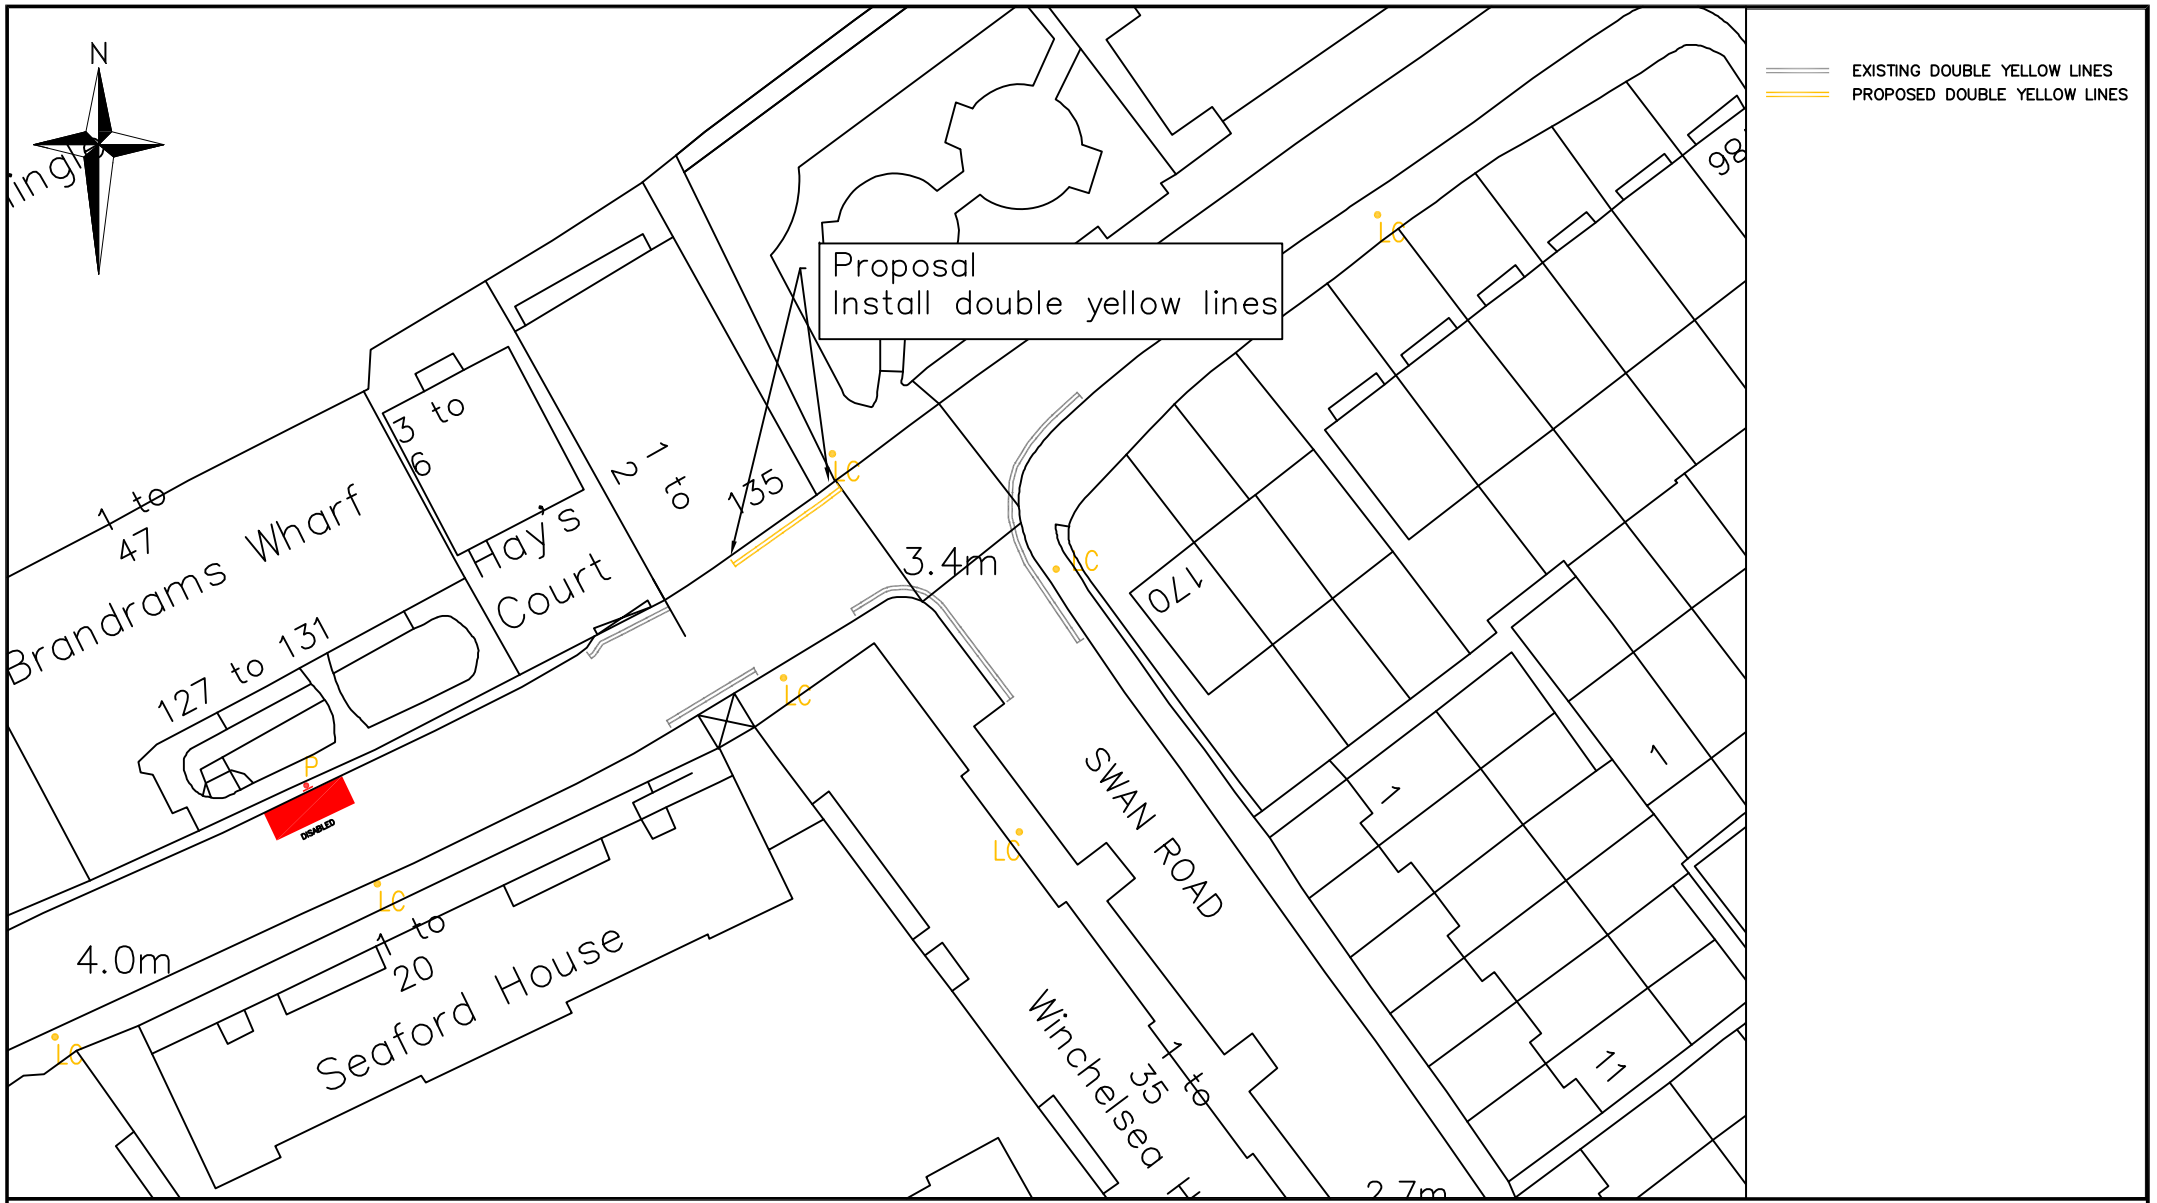 N
EXISTING DOUBLE YELLOW LINES
PROPOSED DOUBLE YELLOW LINES
98
LC
Proposal
Install double yellow lines
3 to
6
1 to
2
135
LC
1 to
47
Brandrams Wharf
Hay's
Court
3.4m
LC
170
127 to 131
LC
P
DISABLED
SWAN ROAD
1
1
LC
LC
4.0m
1 to
20
Seaford House
LC
Winchelsea H
1 to
35
11
2.7m